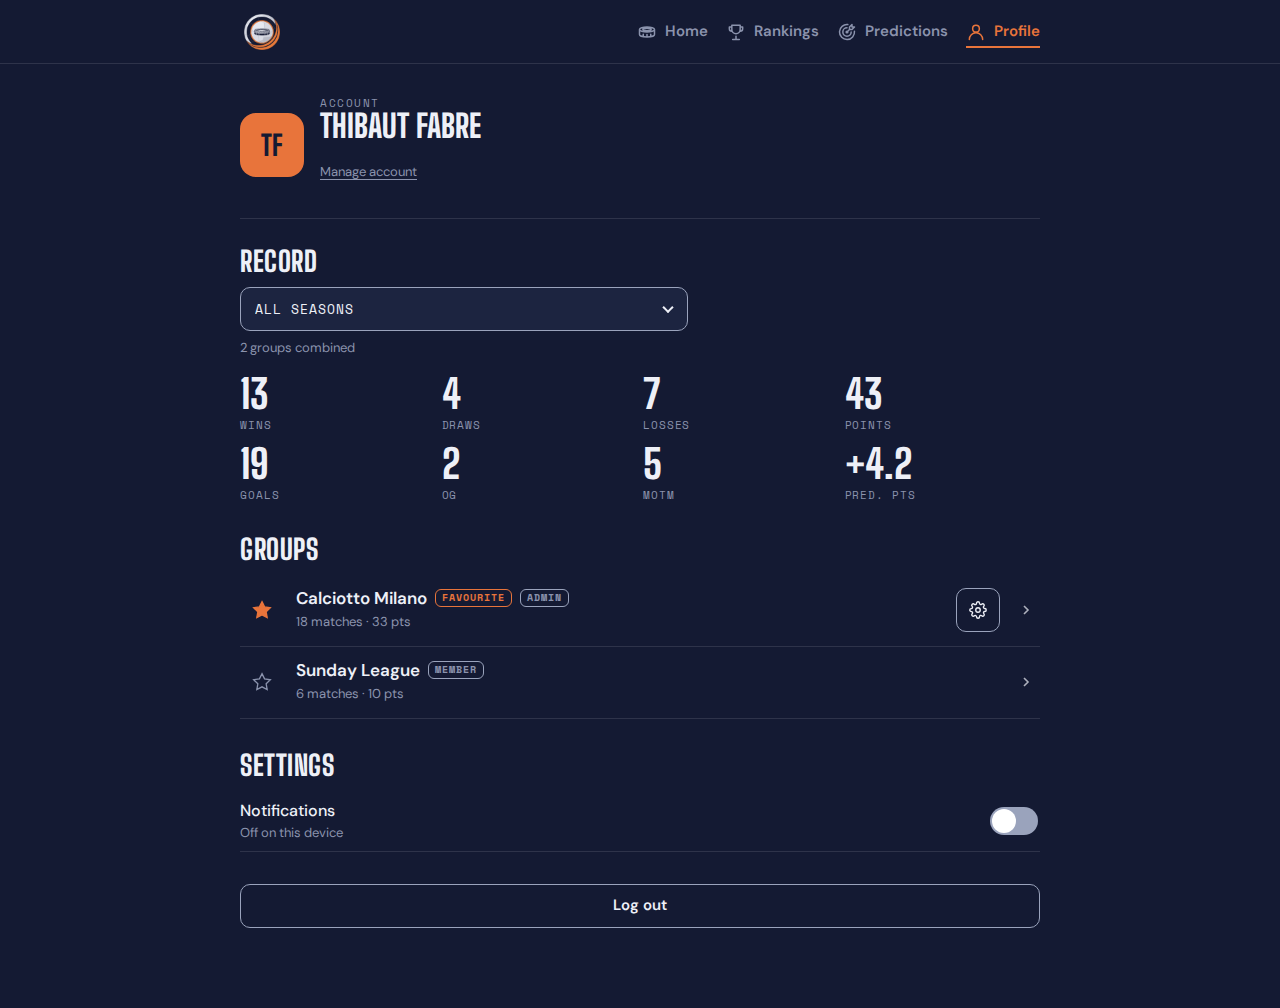 Home Rankings Predictions Profile
ACCOUNT
THIBAUT FABRE
TF
Manage account
RECORD
ALL SEASONS
2 groups combined
13 4 7 43
WINS DRAWS LOSSES POINTS
19 2 5 +4.2
GOALS OG MOTM PRED. PTS
GROUPS
Calciotto Milano FAVOURITE ADMIN
18 matches · 33 pts
Sunday League MEMBER
6 matches · 10 pts
SETTINGS
Notifications
Off on this device
Log out